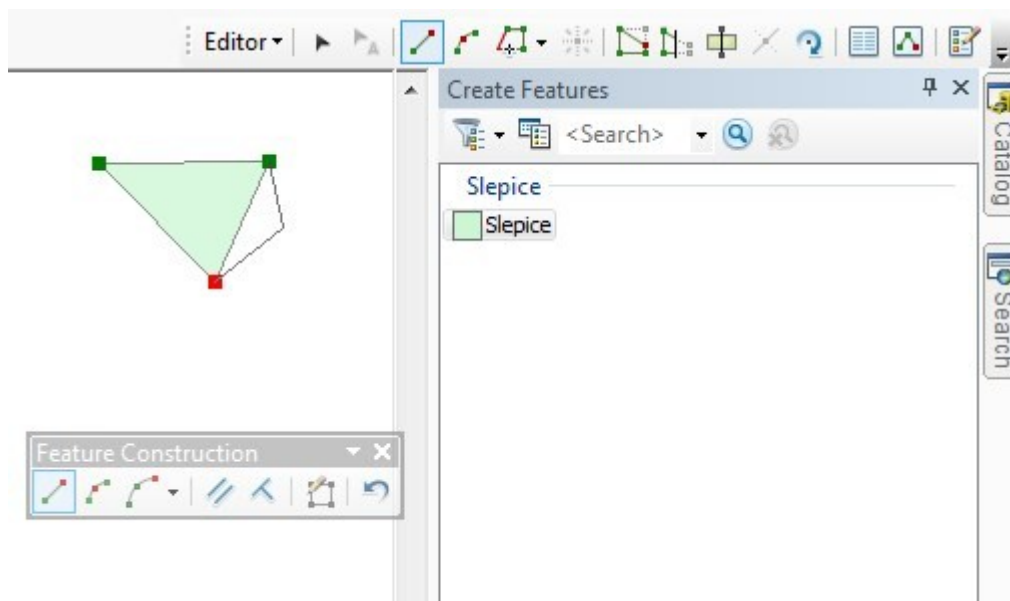 Editor
Create Features
<Search>
Slepice
Slepice
Catalog
Search
Feature Construction